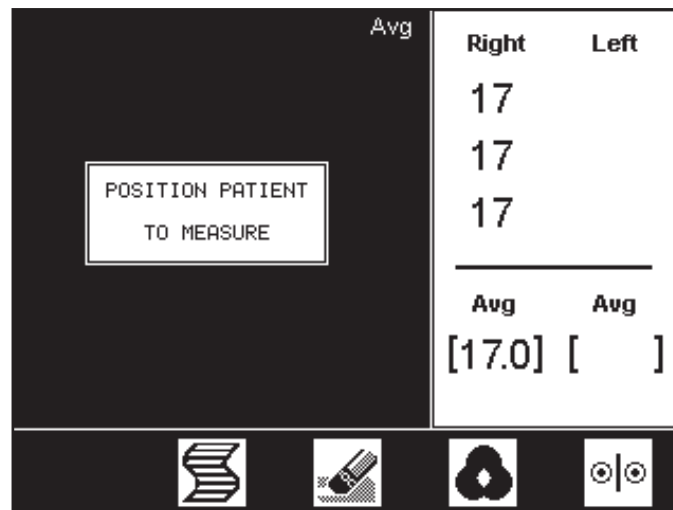 Avg
POSITION PATIENT
TO MEASURE
Right Left
17
17
17
Avg Avg
[17.0] [ ]